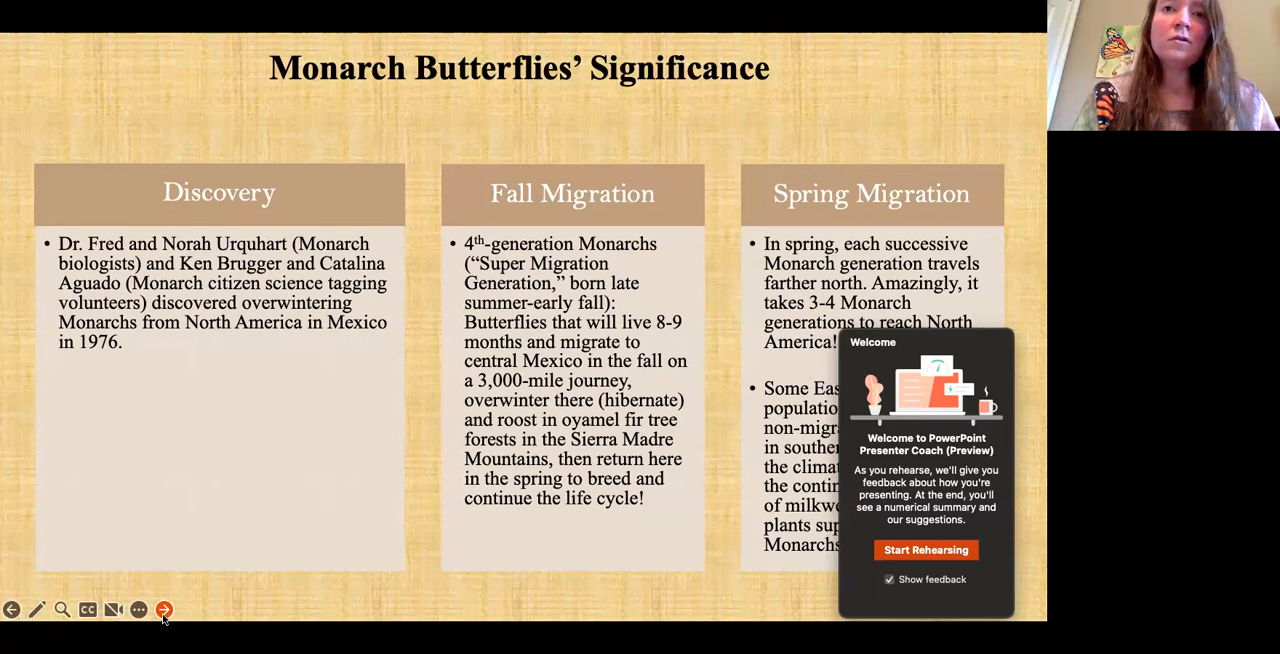 Monarch Butterflies’ Significance
Discovery
• Dr. Fred and Norah Urquhart (Monarch
biologists) and Ken Brugger and Catalina
Aguado (Monarch citizen science tagging
volunteers) discovered overwintering
Monarchs from North America in Mexico
in 1976.
Fall Migration
• 4th-generation Monarchs
(“Super Migration
Generation,” born late
summer-early fall):
Butterflies that will live 8-9
months and migrate to
central Mexico in the fall on
a 3,000-mile journey,
overwinter there (hibernate)
and roost in oyamel fir tree
forests in the Sierra Madre
Mountains, then return here
in the spring to breed and
continue the life cycle!
Spring Migration
• In spring, each successive
Monarch generation travels
farther north. Amazingly, it
takes 3-4 Monarch
generations to reach North
America!
• Some Eas
populatio
non-migra
in souther
the climat
the contin
of milkwe
plants sup
Monarchs
Welcome
Welcome to PowerPoint
Presenter Coach (Preview)
As you rehearse, we'll give you
feedback about how you're
presenting. At the end, you'll
see a numerical summary and
our suggestions.
Start Rehearsing
Show feedback
CC